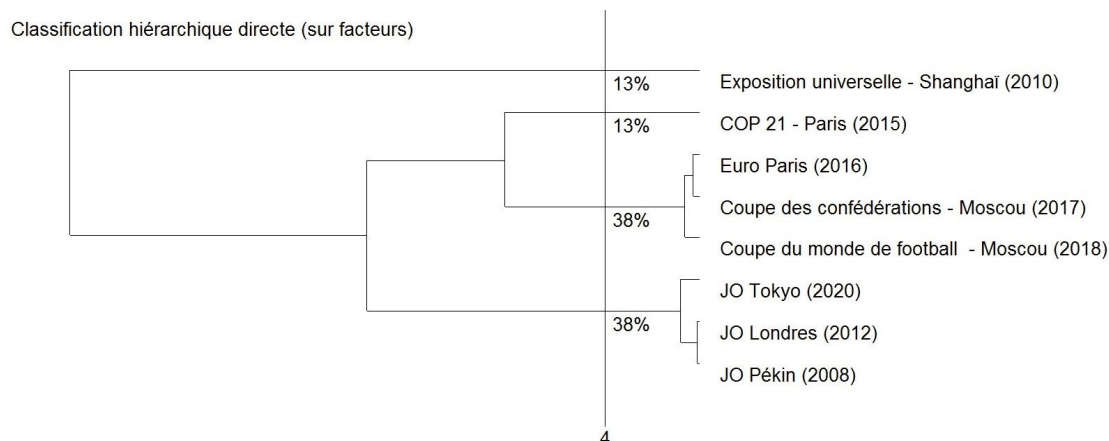 Classification hiérarchique directe (sur facteurs)
13%
Exposition universelle - Shanghaï (2010)
13%
COP 21 - Paris (2015)
Euro Paris (2016)
38%
Coupe des confédérations - Moscou (2017)
Coupe du monde de football  - Moscou (2018)
JO Tokyo (2020)
38%
JO Londres (2012)
JO Pékin (2008)
4